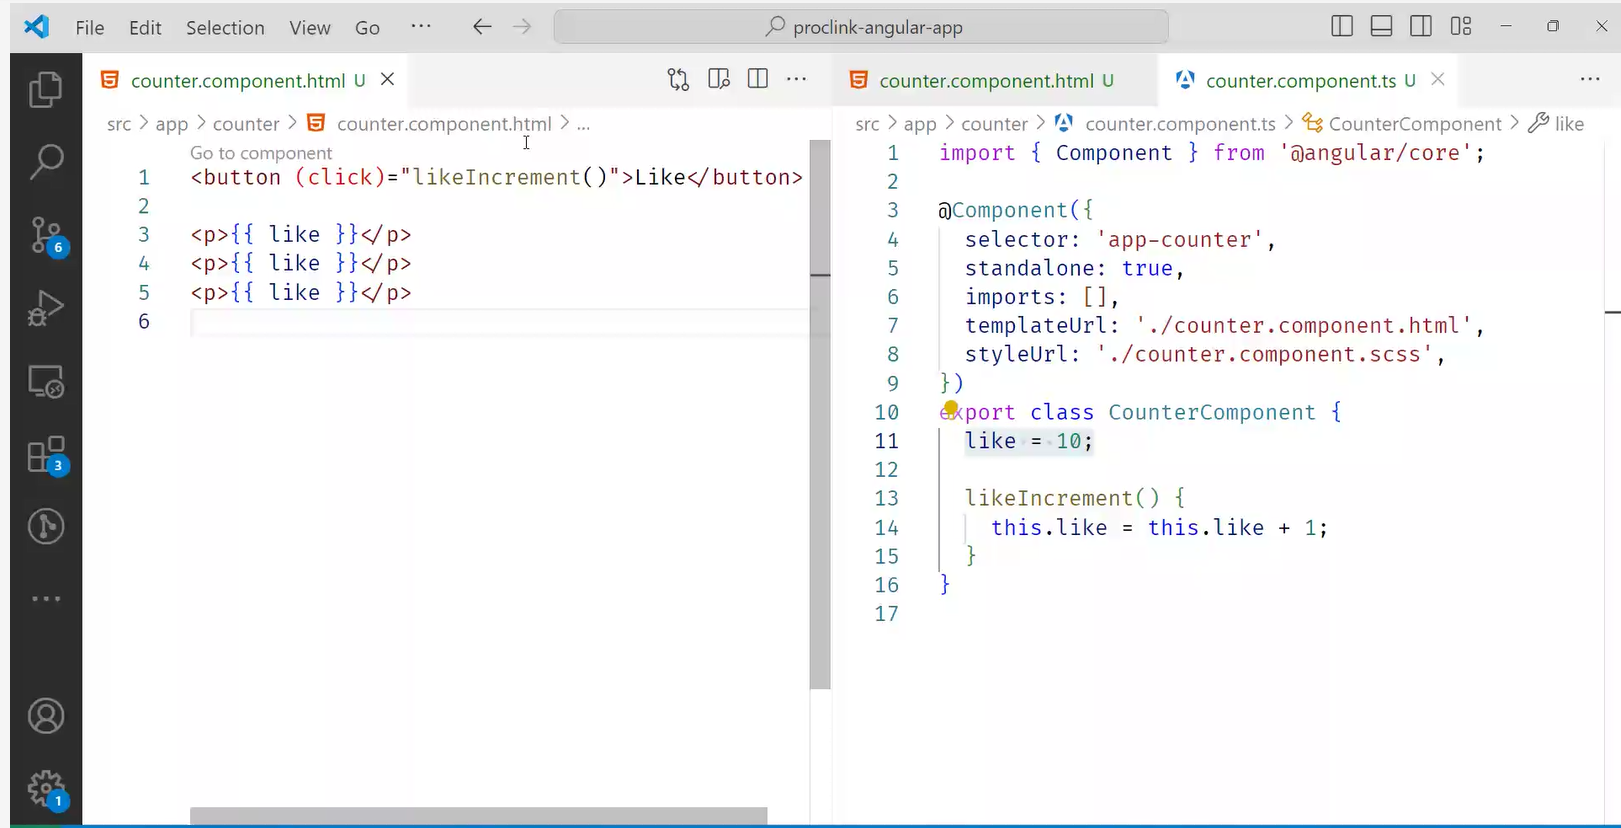 File Edit Selection View Go ··· proclink-angular-app
counter.component.html U
counter.component.html U counter.component.ts U
src > app > counter > counter.component.html > ...
src > app > counter > counter.component.ts > CounterComponent > like
Go to component
1 <button (click)="likeIncrement()">Like</button>
2
3 <p>{{ like }}</p>
4 <p>{{ like }}</p>
5 <p>{{ like }}</p>
6
1 import { Component } from '@angular/core';
2
3 @Component({
4 selector: 'app-counter',
5 standalone: true,
6 imports: [],
7 templateUrl: './counter.component.html',
8 styleUrl: './counter.component.scss',
9 })
10 export class CounterComponent {
11 like = 10;
12
13 likeIncrement() {
14 this.like = this.like + 1;
15 }
16 }
17
6
3
1